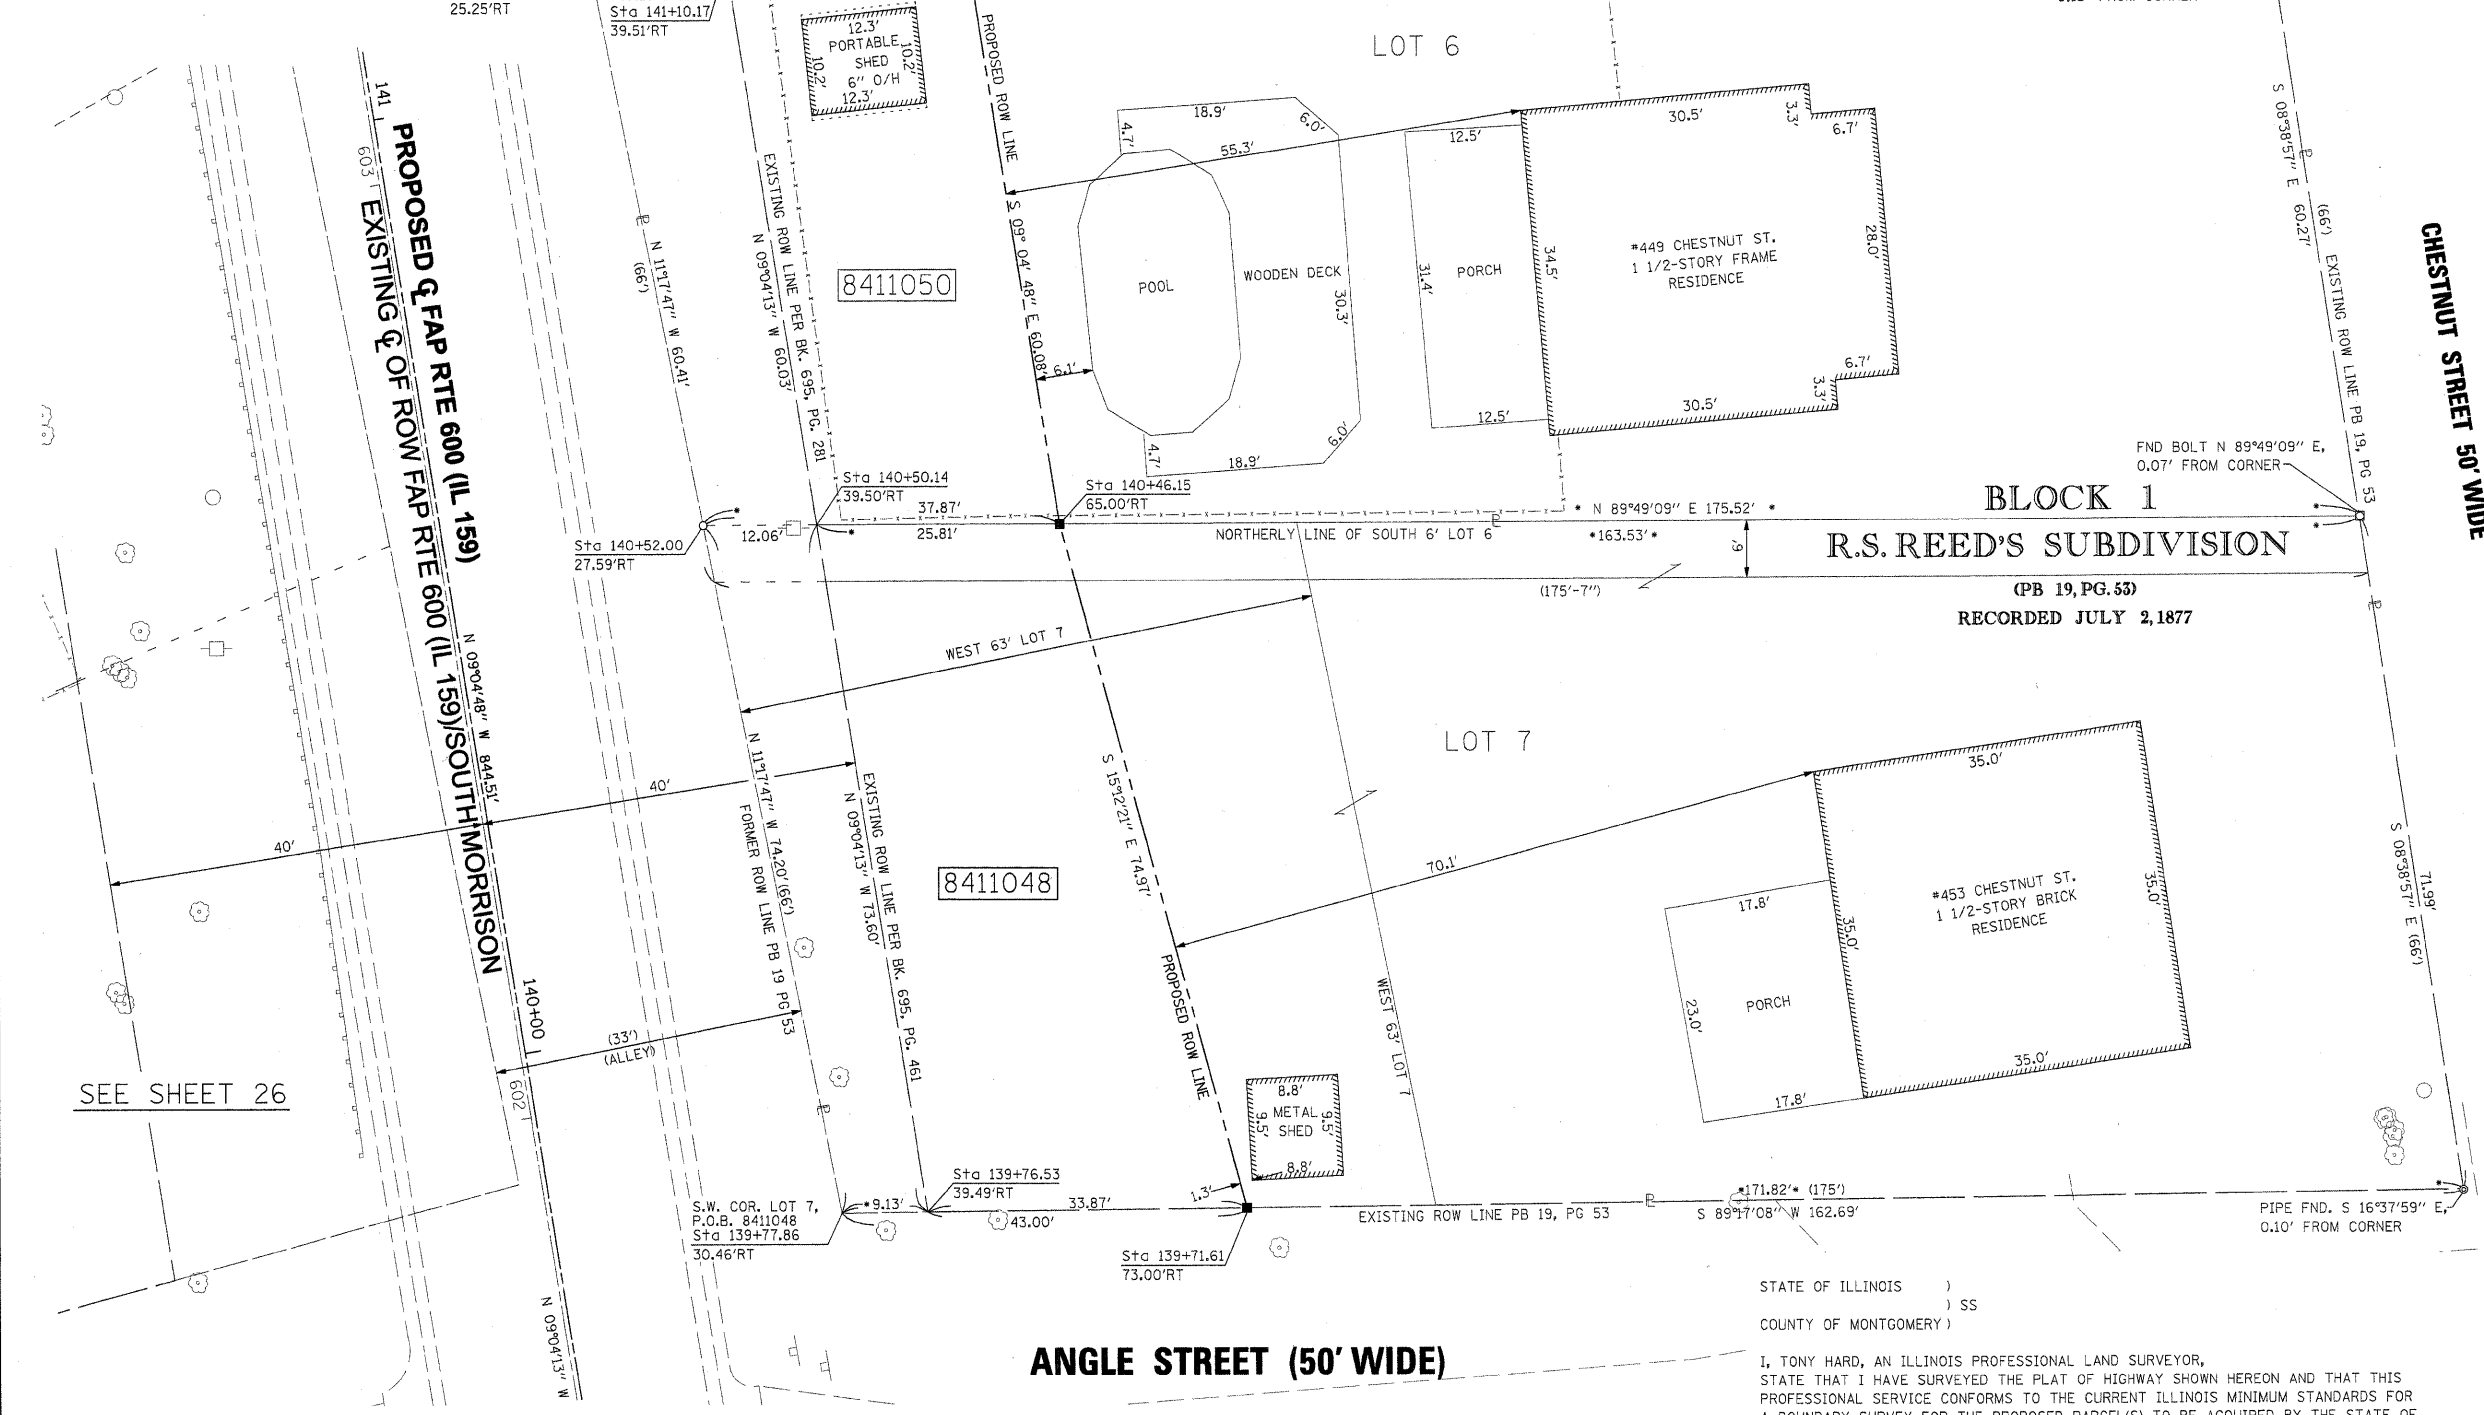 25.25'RT
Sta 141+10.17
39.51'RT
12.3'
PORTABLE
SHED
6" O/H
12.3'
10.2'
10.2'
PROPOSED ROW LINE
LOT 6
S 08°38'57" E 60.27'
(66') EXISTING ROW LINE PB 19, PG 53
CHESTNUT STREET 50' WIDE
141
603
PROPOSED ℄ FAP RTE 600 (IL 159)
EXISTING ℄ OF ROW FAP RTE 600 (IL 159)/SOUTH MORRISON
N 09°04'48" W 844.51'
N 11°17'47" W 60.41'
(66')
EXISTING ROW LINE PER BK. 695, PG. 281
N 09°04'13" W 60.03'
8411050
S 09° 04' 48" E 60.08'
4.7'
18.9'
6.0'
55.3'
POOL
WOODEN DECK
30.3'
6.1'
4.7'
18.9'
6.0'
12.5'
31.4'
PORCH
12.5'
34.5'
30.5'
3.3'
6.7'
28.0'
#449 CHESTNUT ST.
1 1/2-STORY FRAME
RESIDENCE
6.7'
3.3'
30.5'
FND BOLT N 89°49'09" E,
0.07' FROM CORNER
Sta 140+50.14
39.50'RT
37.87'
Sta 140+46.15
65.00'RT
* N 89°49'09" E 175.52' *
BLOCK 1
Sta 140+52.00
27.59'RT
12.06'
25.81'
NORTHERLY LINE OF SOUTH 6' LOT 6
*163.53'*
6'
R.S. REED'S SUBDIVISION
(175'-7")
(PB 19, PG. 53)
RECORDED JULY 2, 1877
WEST 63' LOT 7
LOT 7
40'
40'
N 11°17'47" W 74.20' (66')
FORMER ROW LINE PB 19 PG 53
EXISTING ROW LINE PER BK. 695, PG. 461
N 09°04'13" W 73.60'
8411048
S 15°12'21" E 74.97'
PROPOSED ROW LINE
70.1'
35.0'
35.0'
35.0'
35.0'
#453 CHESTNUT ST.
1 1/2-STORY BRICK
RESIDENCE
17.8'
23.0'
PORCH
17.8'
WEST 63' LOT 7
71.99'
S 08°38'57" E (66')
140+00
602
(33')
(ALLEY)
SEE SHEET 26
8.8'
METAL
SHED
9.5'
9.5'
8.8'
1.3'
S.W. COR. LOT 7,
P.O.B. 8411048
Sta 139+77.86
30.46'RT
*9.13'
Sta 139+76.53
39.49'RT
33.87'
43.00'
Sta 139+71.61
73.00'RT
EXISTING ROW LINE PB 19, PG 53
*171.82'* (175')
S 89°17'08" W 162.69'
PIPE FND. S 16°37'59" E,
0.10' FROM CORNER
N 09°04'13" W
ANGLE STREET (50' WIDE)
STATE OF ILLINOIS )
) SS
COUNTY OF MONTGOMERY )
I, TONY HARD, AN ILLINOIS PROFESSIONAL LAND SURVEYOR,
STATE THAT I HAVE SURVEYED THE PLAT OF HIGHWAY SHOWN HEREON AND THAT THIS
PROFESSIONAL SERVICE CONFORMS TO THE CURRENT ILLINOIS MINIMUM STANDARDS FOR
A BOUNDARY SURVEY FOR THE PROPOSED PARCEL(S) TO BE ACQUIRED BY THE STATE OF